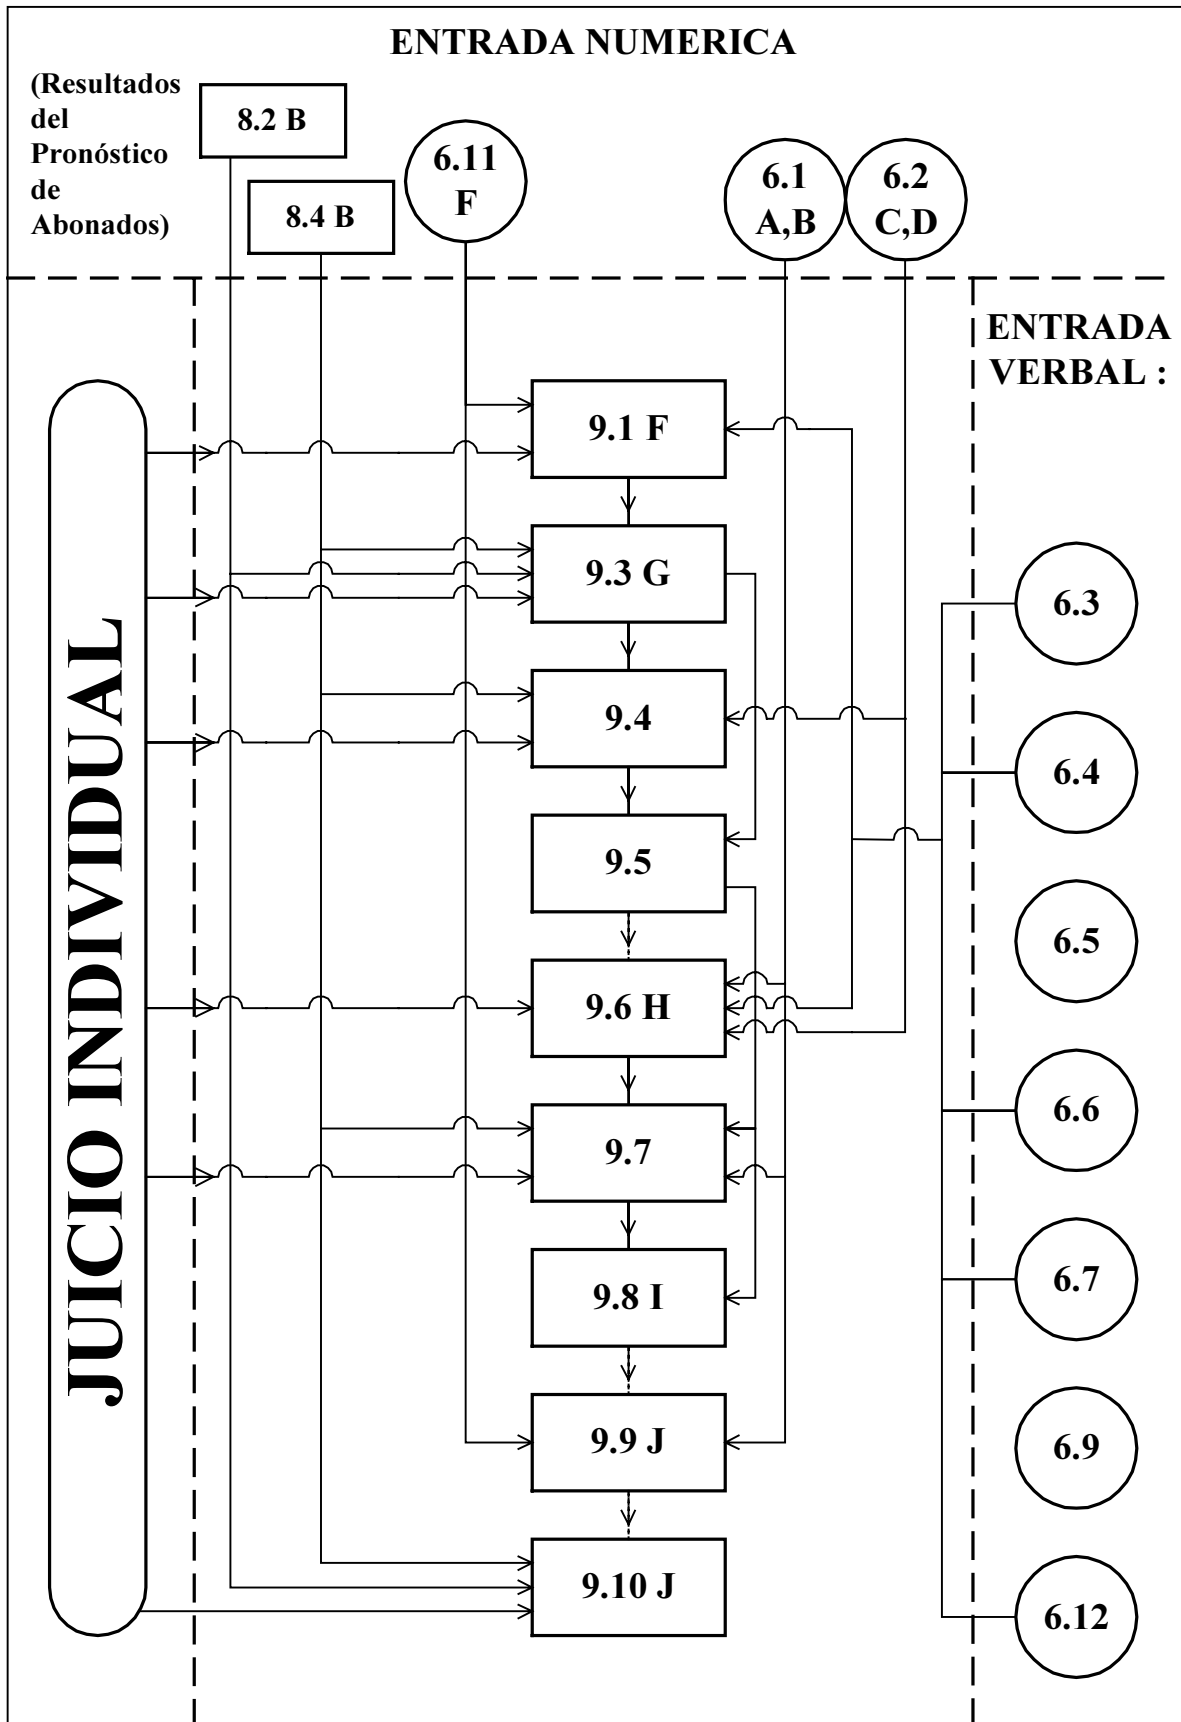 ENTRADA NUMERICA
(Resultados
del
Pronóstico
de
Abonados)
8.2 B
8.4 B
6.11
F
6.1
A,B
6.2
C,D
ENTRADA
VERBAL :
JUICIO INDIVIDUAL
9.1 F
9.3 G
9.4
9.5
9.6 H
9.7
9.8 I
9.9 J
9.10 J
6.3
6.4
6.5
6.6
6.7
6.9
6.12